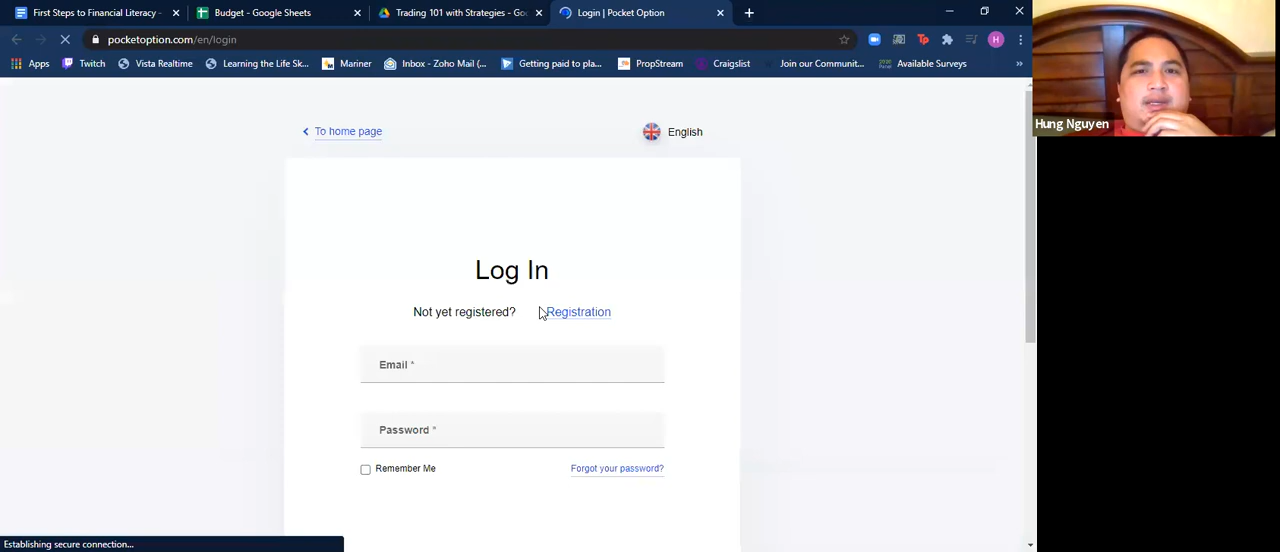 First Steps to Financial Literacy -
Budget - Google Sheets
Trading 101 with Strategies - Goo
Login | Pocket Option
pocketoption.com/en/login
Apps
Twitch
Vista Realtime
Learning the Life Sk...
Mariner
Inbox - Zoho Mail (...
Getting paid to pla...
PropStream
Craigslist
Join our Communit...
Available Surveys
»
H
Hung Nguyen
To home page
English
Log In
Not yet registered? Registration
Email *
Password *
Remember Me
Forgot your password?
Establishing secure connection...